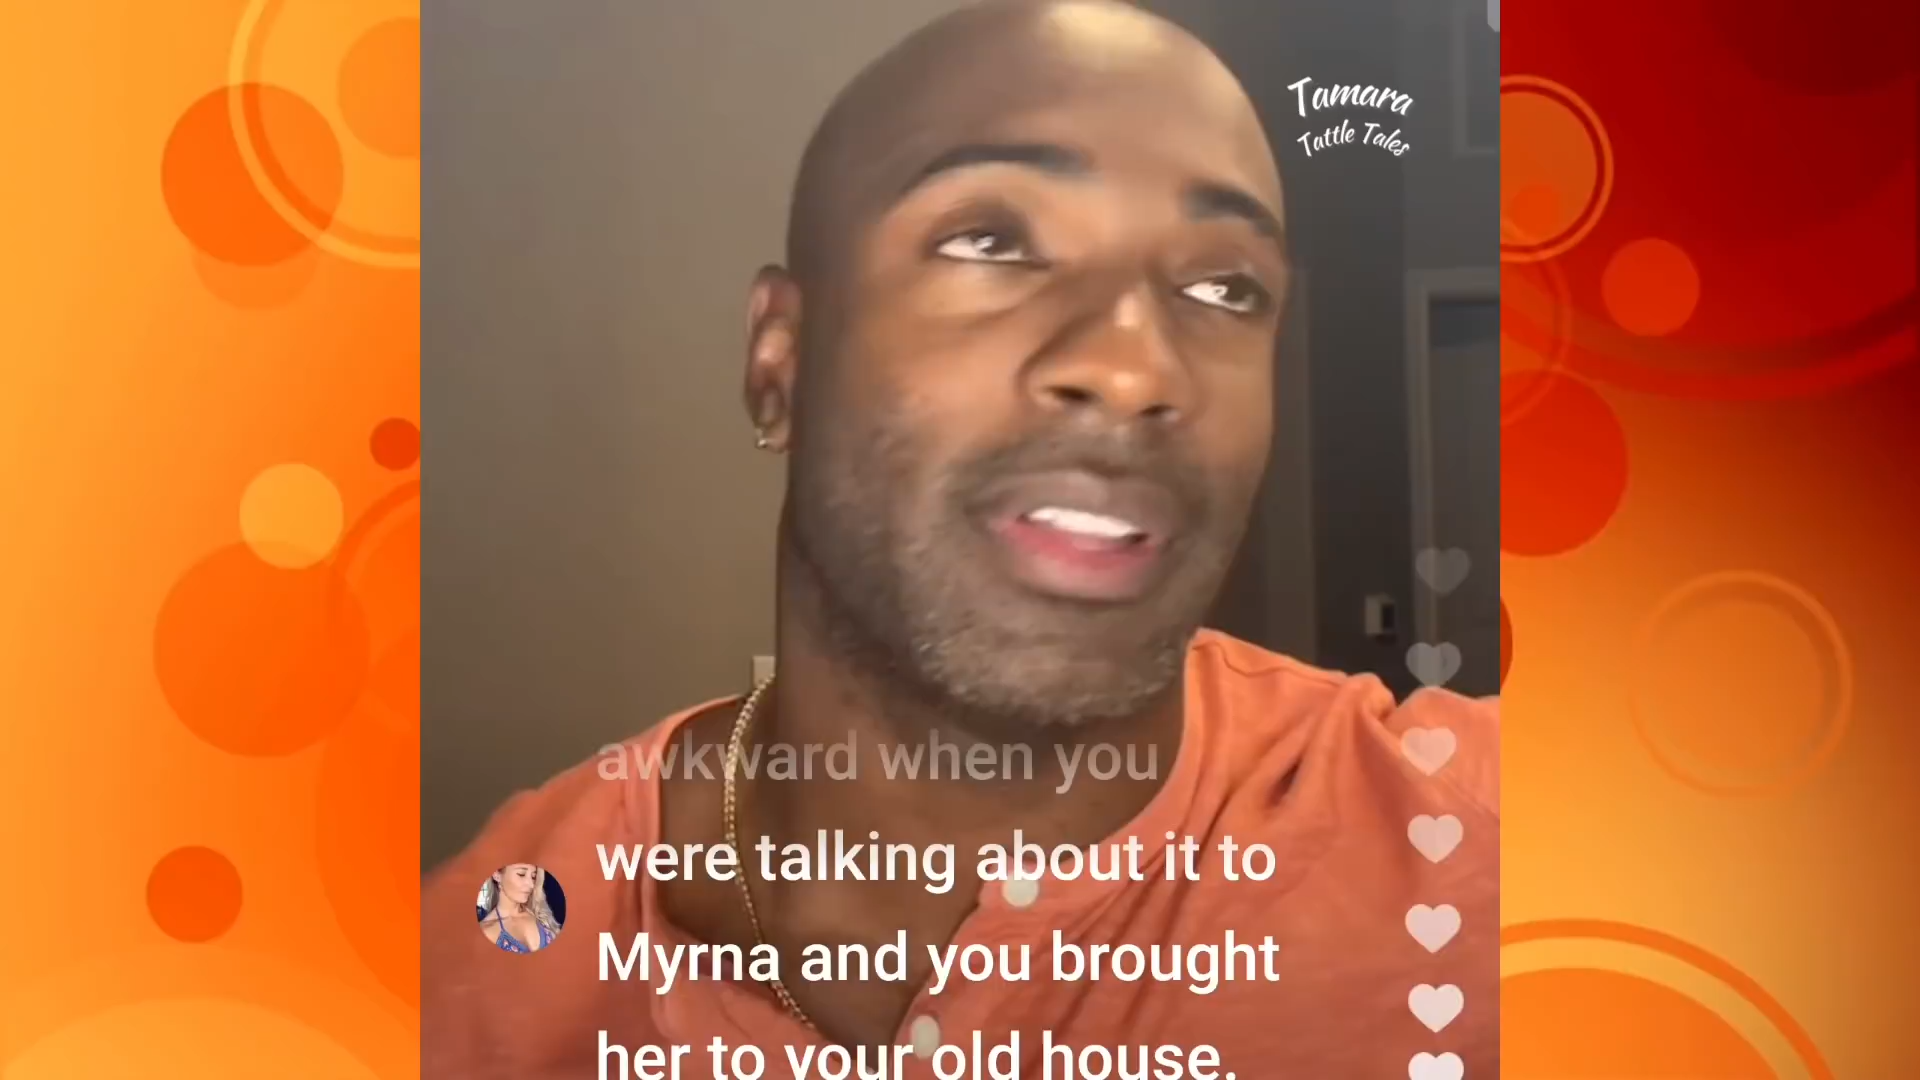 Tamara
Tattle Tales
awkward when you
were talking about it to
Myrna and you brought
her to your old house.